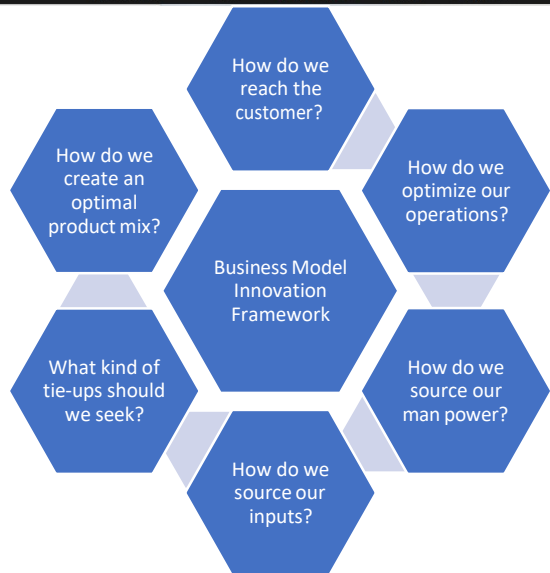 How do we
reach the
customer?
How do we
optimize our
operations?
How do we
source our
man power?
How do we
source our
inputs?
What kind of
tie-ups should
we seek?
How do we
create an
optimal
product mix?
Business Model
Innovation
Framework